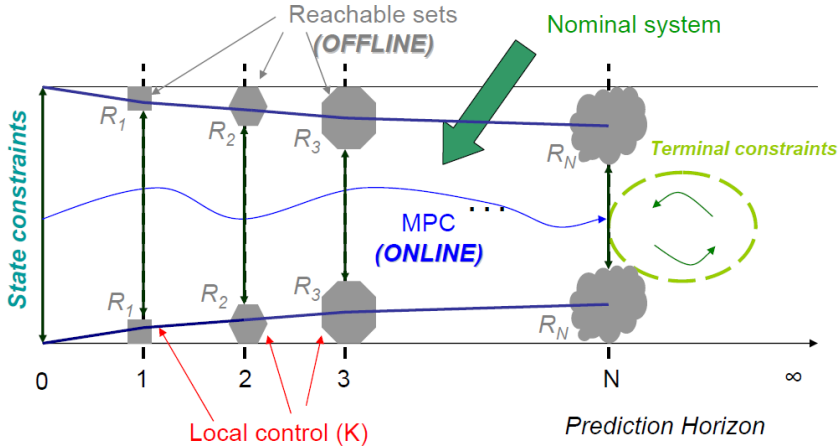 Reachable sets
(OFFLINE)
Nominal system
R1
R2
R3
RN
Terminal constraints
State constraints
MPC
(ONLINE)
...
R1
R2
R3
RN
0
1
2
3
N
∞
Local control (K)
Prediction Horizon